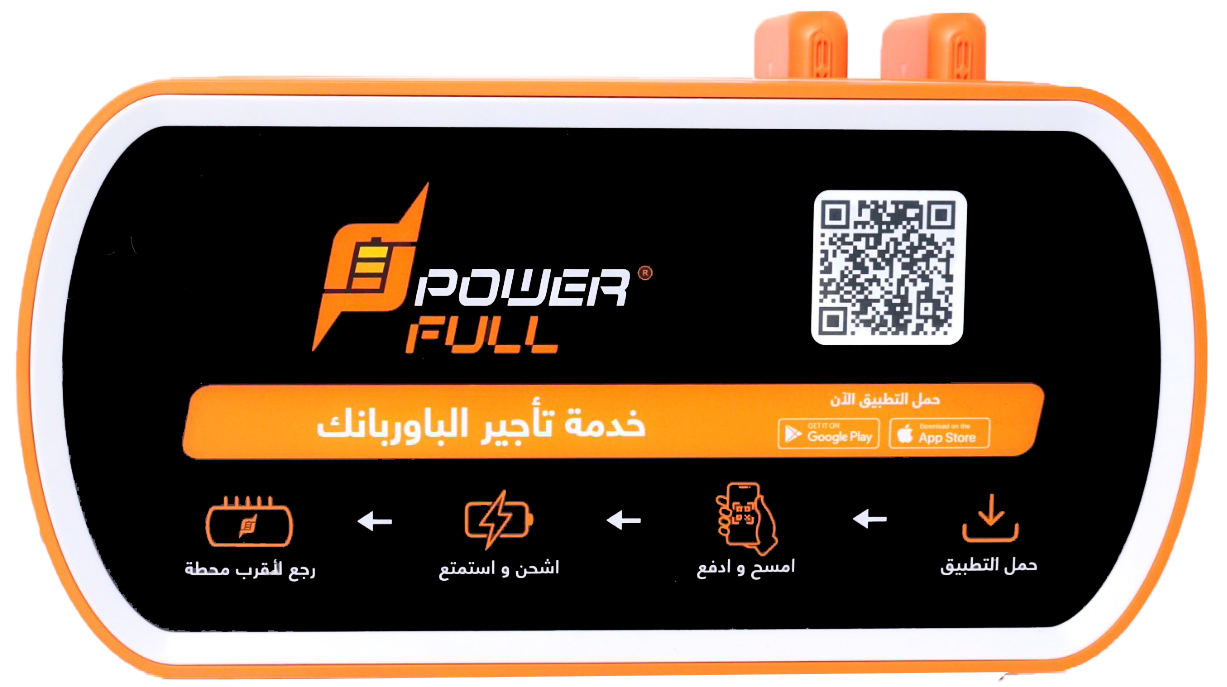 POWER ®
FULL
حمل التطبيق الآن
خدمة تأجير الباوربانك
GET IT ON
Google Play
Download on the
App Store
حمل التطبيق
امسح و ادفع
اشحن و استمتع
رجع لأقرب محطة